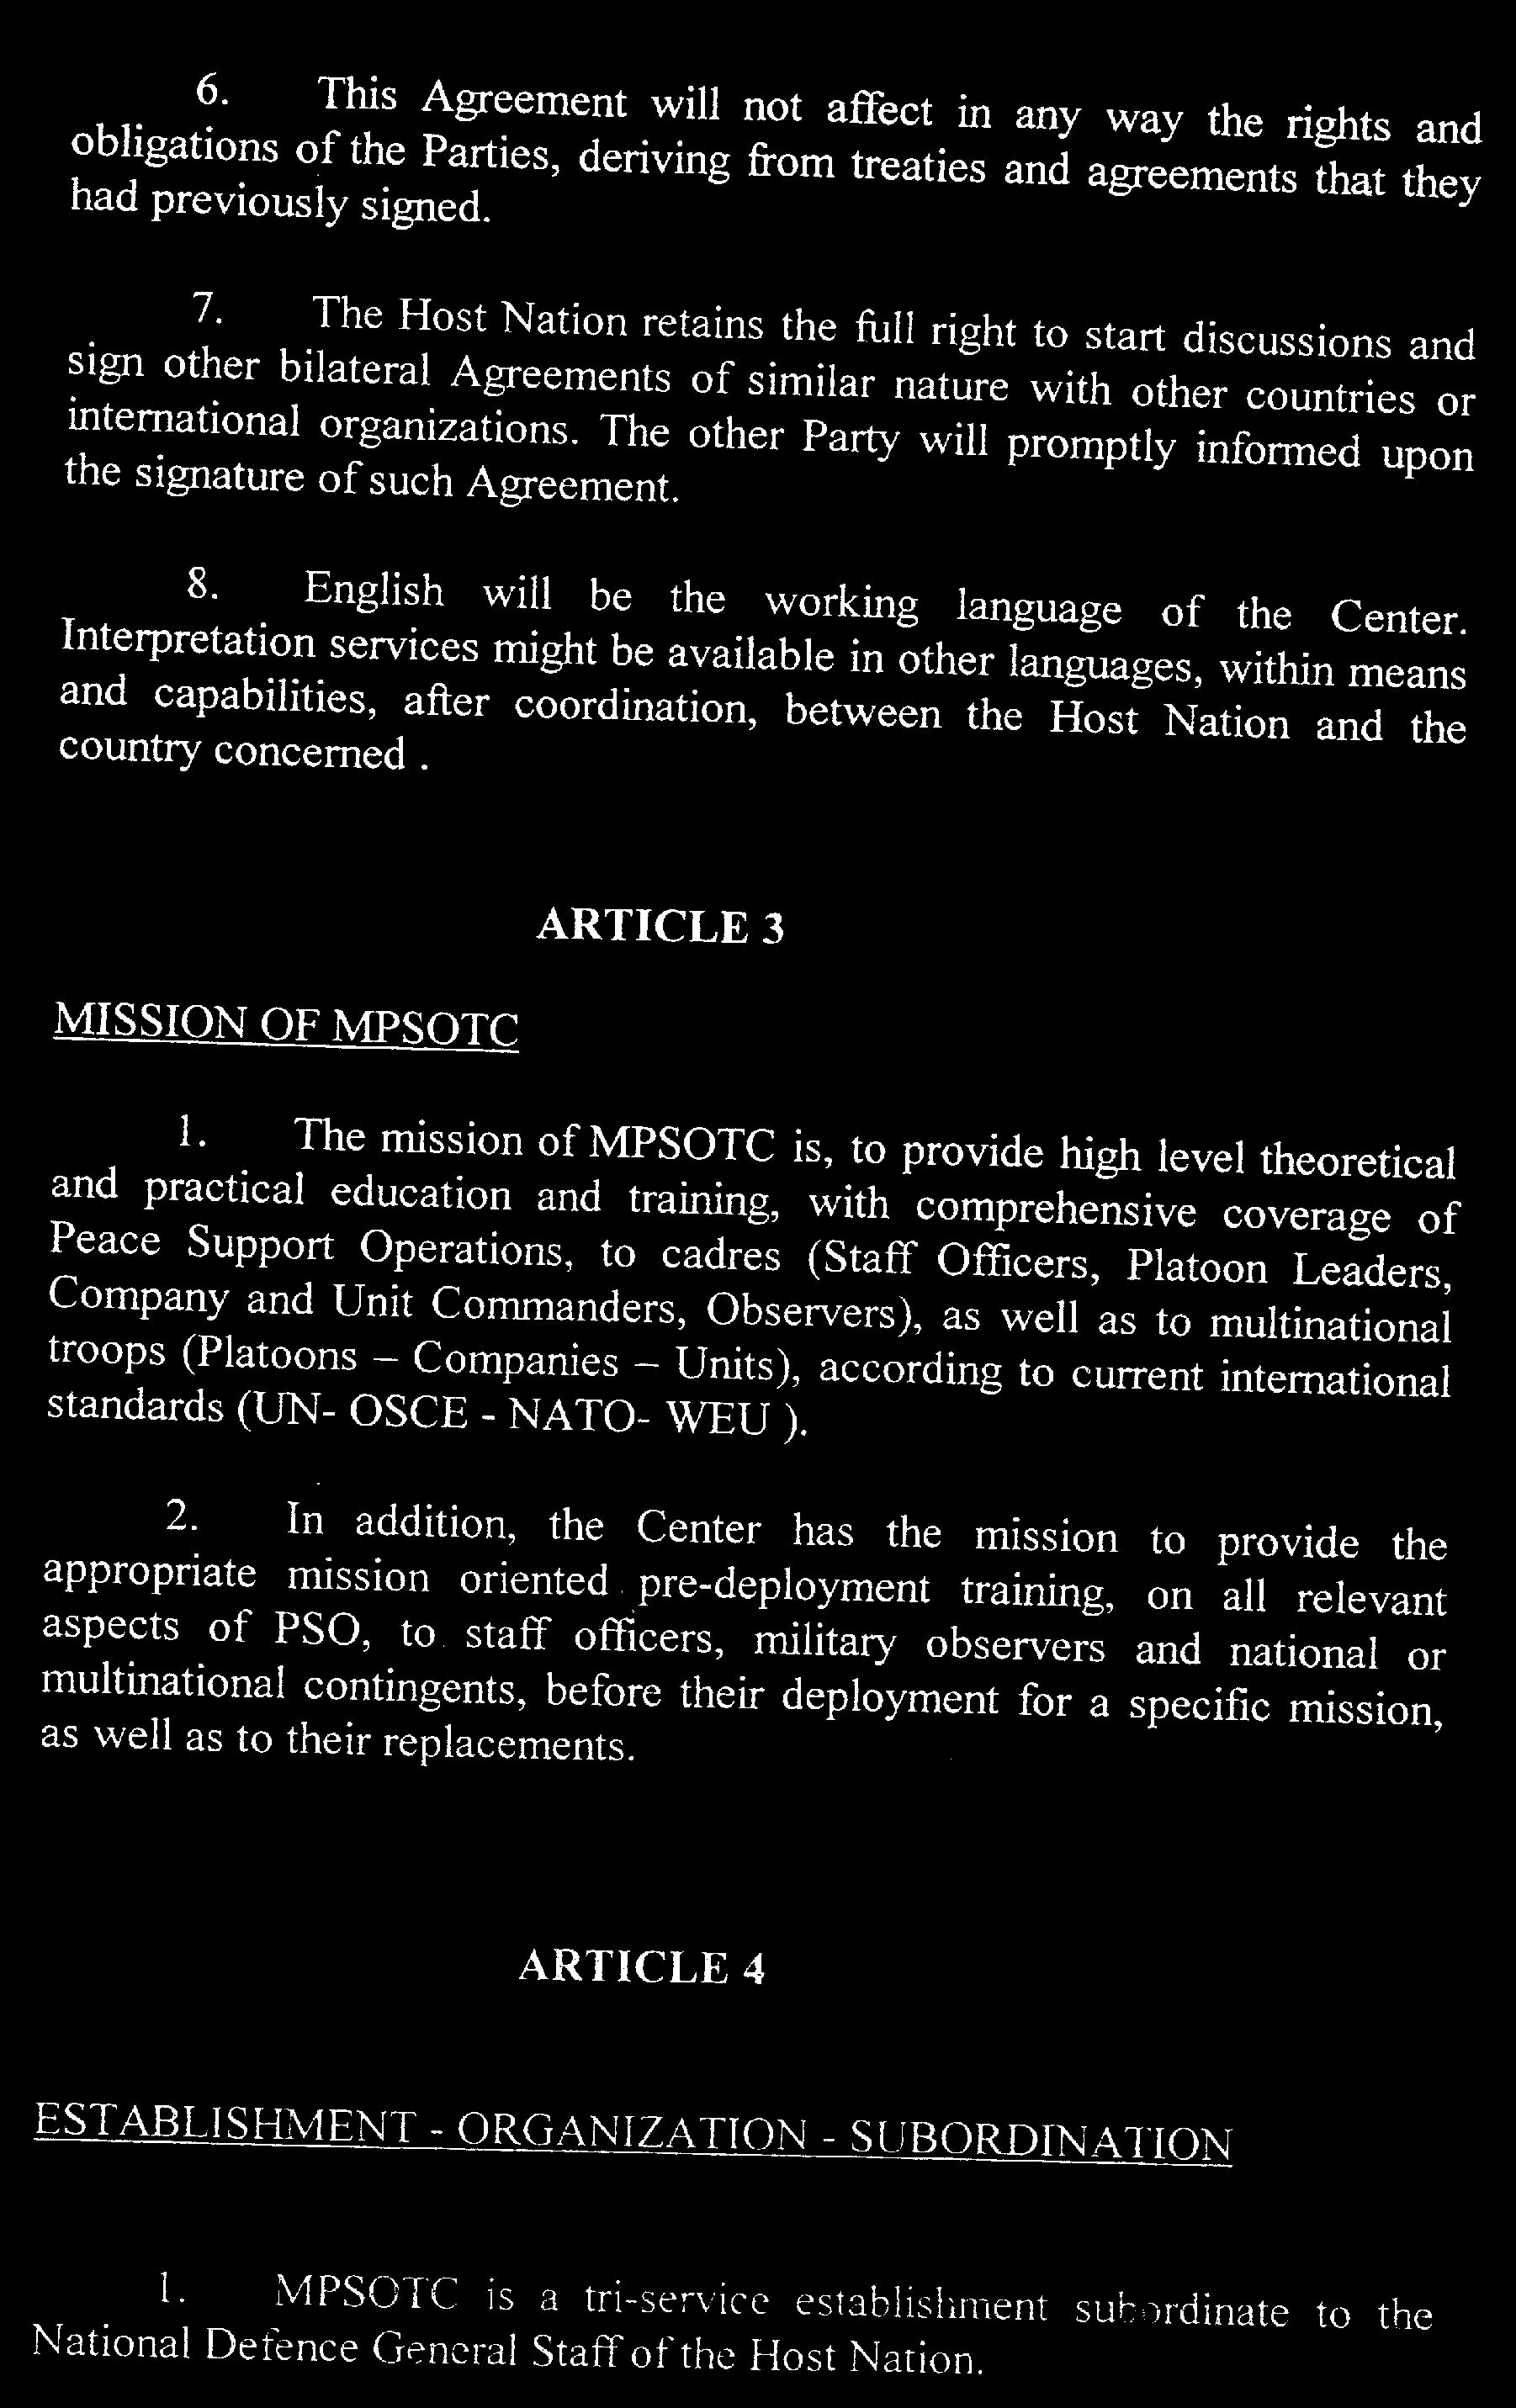 6. This Agreement will not affect in any way the rights and
obligations of the Parties, deriving from treaties and agreements that they
had previously signed.
7. The Host Nation retains the full right to start discussions and
sign other bilateral Agreements of similar nature with other countries or
international organizations. The other Party will promptly informed upon
the signature of such Agreement.
8. English will be the working language of the Center.
Interpretation services might be available in other languages, within means
and capabilities, after coordination, between the Host Nation and the
country concerned .
ARTICLE 3
MISSION OF MPSOTC
1. The mission of MPSOTC is, to provide high level theoretical
and practical education and training, with comprehensive coverage of
Peace Support Operations, to cadres (Staff Officers, Platoon Leaders,
Company and Unit Commanders, Observers), as well as to multinational
troops (Platoons – Companies – Units), according to current international
standards (UN- OSCE - NATO- WEU ).
2. In addition, the Center has the mission to provide the
appropriate mission oriented pre-deployment training, on all relevant
aspects of PSO, to staff officers, military observers and national or
multinational contingents, before their deployment for a specific mission,
as well as to their replacements.
ARTICLE 4
ESTABLISHMENT - ORGANIZATION - SUBORDINATION
1. MPSOTC is a tri-service establishment subordinate to the
National Defence General Staff of the Host Nation.